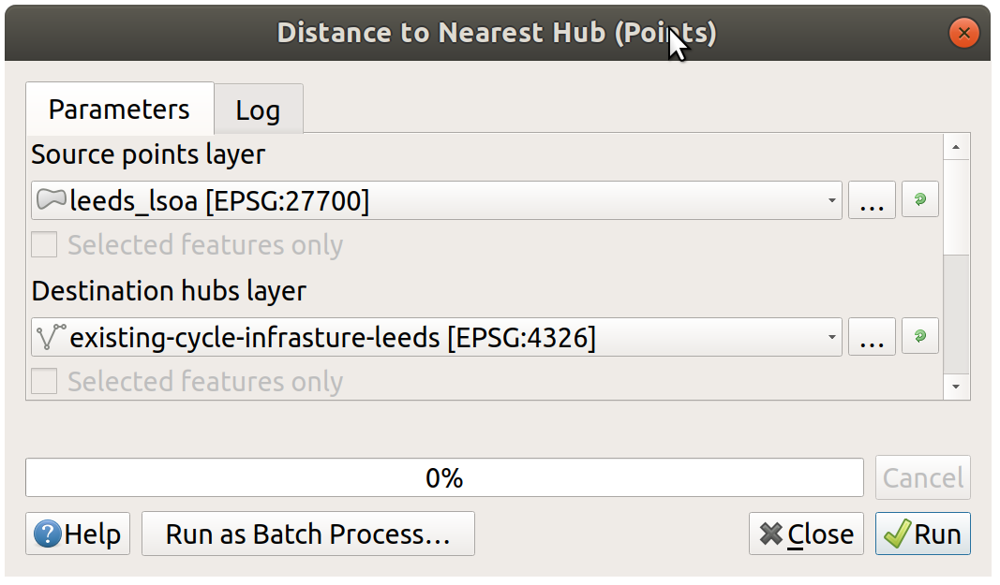 Distance to Nearest Hub (Points)
Parameters Log
Source points layer
leeds_lsoa [EPSG:27700] ...
Selected features only
Destination hubs layer
existing-cycle-infrasture-leeds [EPSG:4326] ...
Selected features only
0% Cancel
Help Run as Batch Process... Close Run